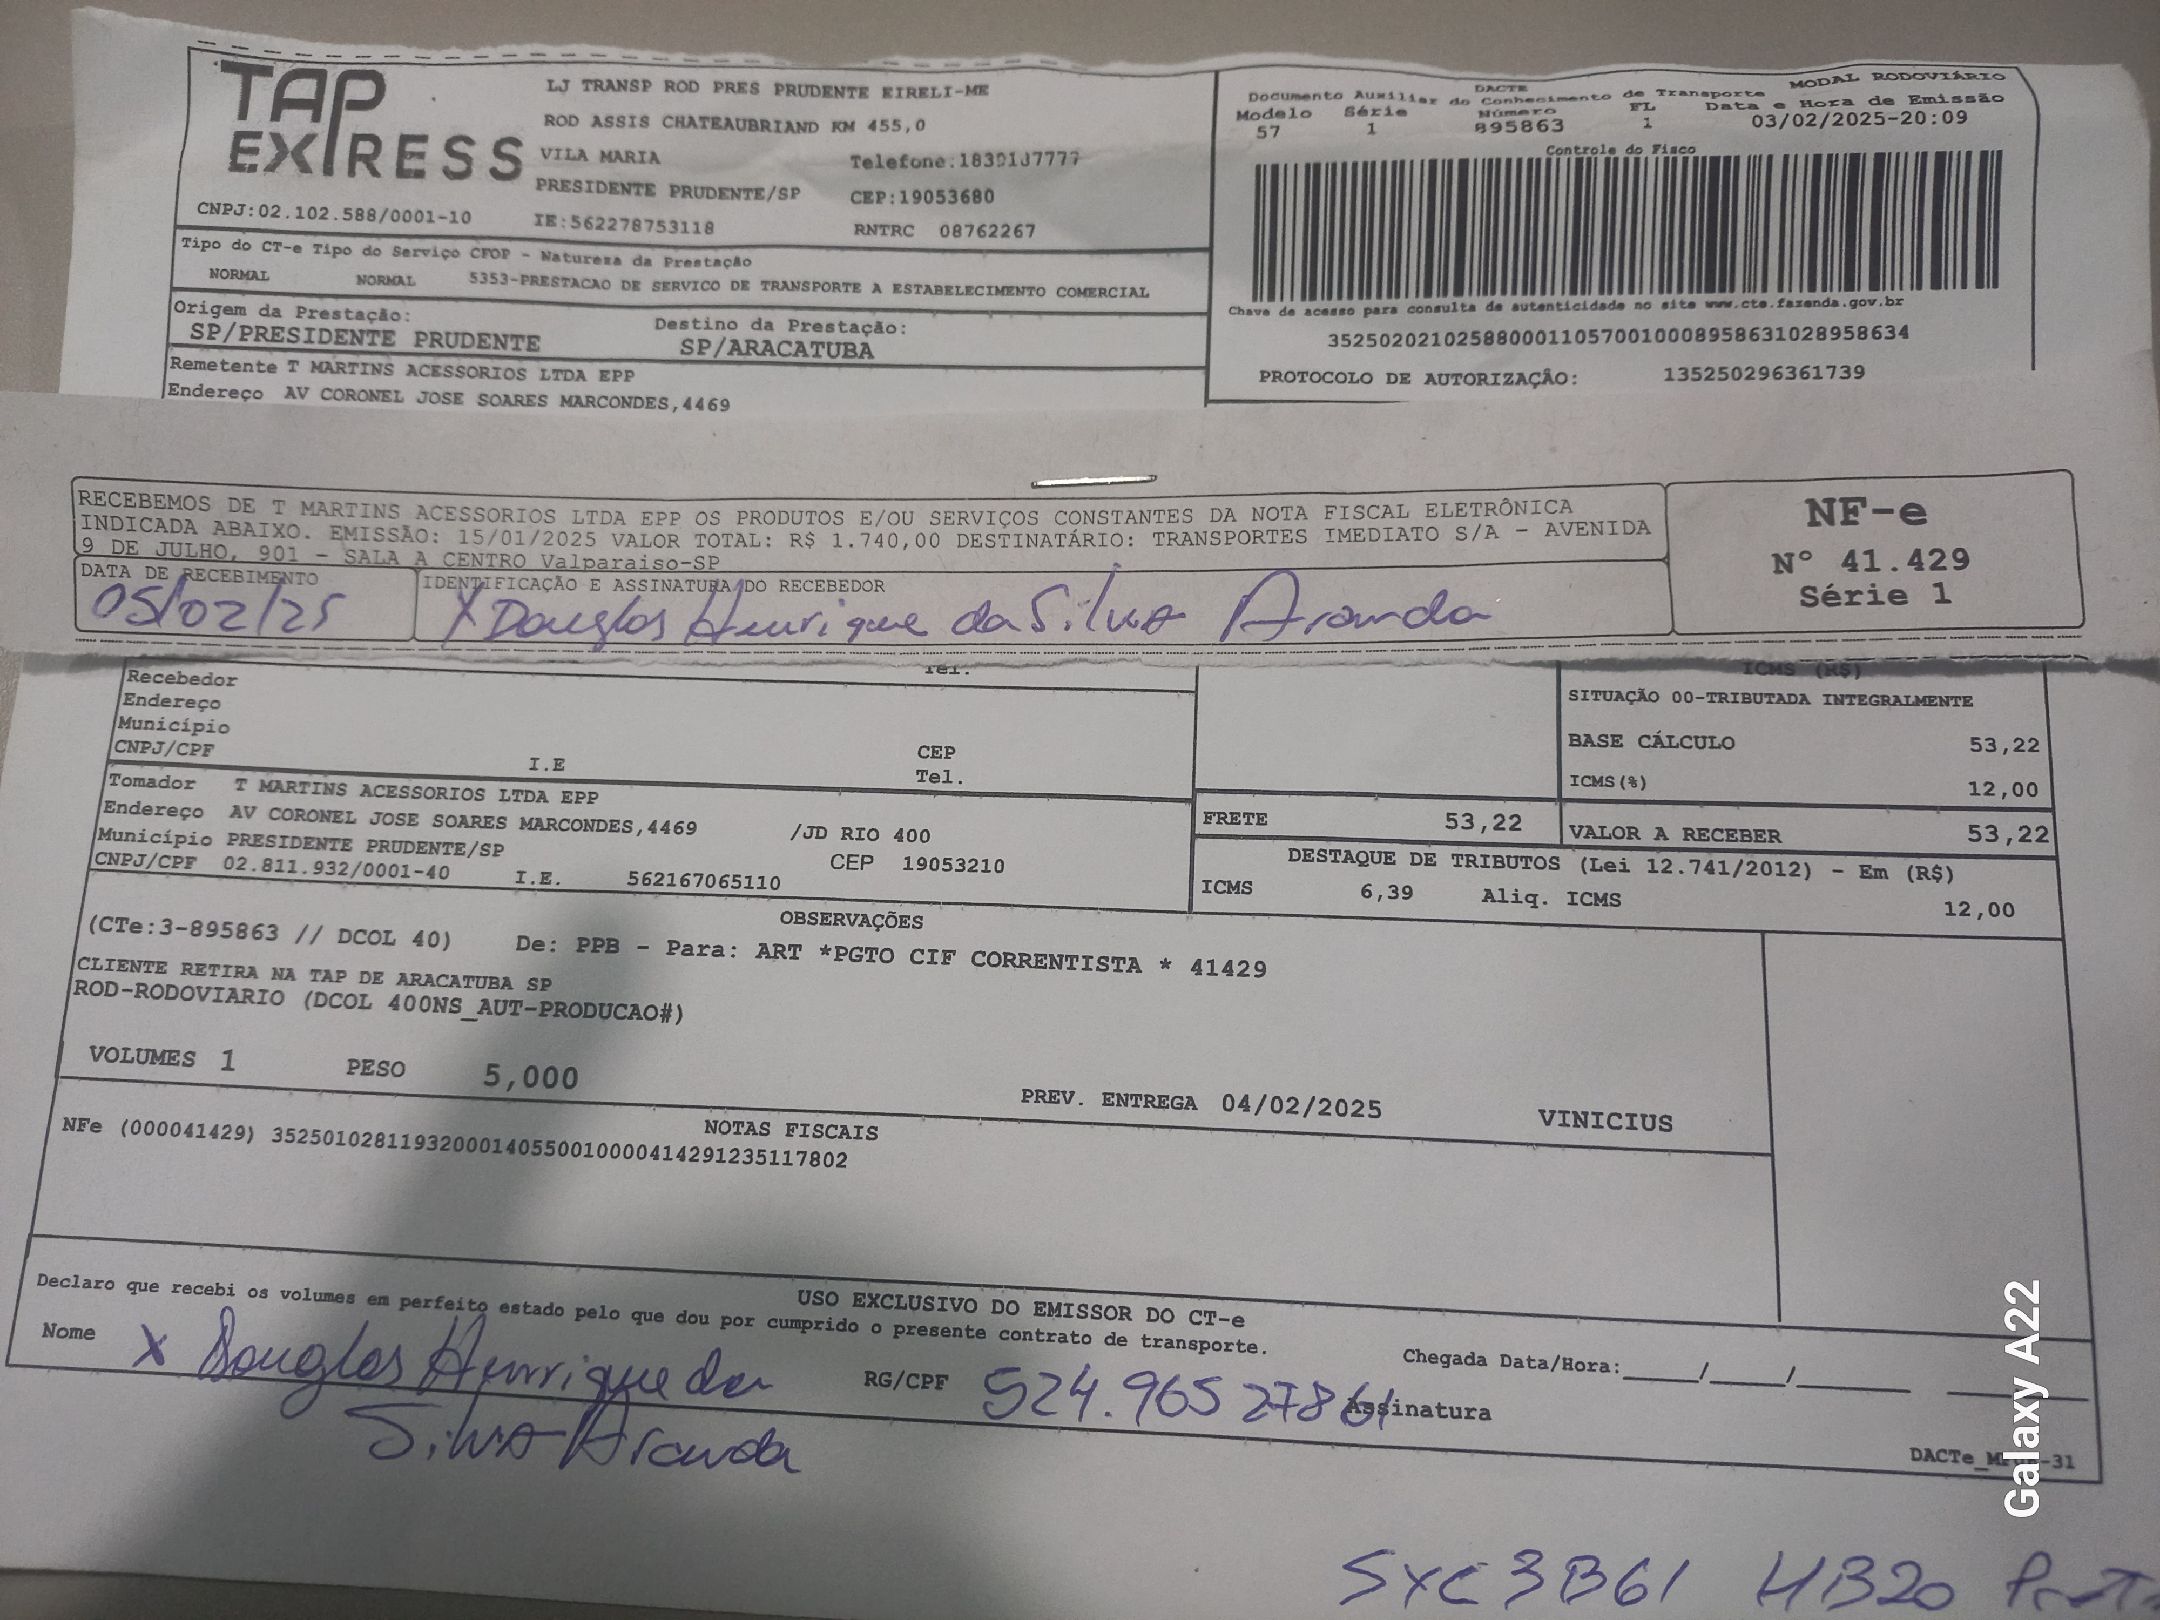 TAP EXPRESS
LJ TRANSP ROD PRES PRUDENTE EIRELI-ME
ROD ASSIS CHATEAUBRIAND KM 455,0
VILA MARIA Telefone:1839137777
PRESIDENTE PRUDENTE/SP CEP:19053680
CNPJ:02.102.588/0001-10 IE:562278753118 RNTRC 08762267
DACTE MODAL RODOVIÁRIO
Documento Auxiliar do Conhecimento de Transporte
Modelo Série Número FL Data e Hora de Emissão
57 1 895863 1 03/02/2025-20:09
Controle do Fisco
Chave de acesso para consulta de autenticidade no site www.cte.fazenda.gov.br
35250202102588000110570010008958631028958634
PROTOCOLO DE AUTORIZAÇÃO: 135250296361739
Tipo do CT-e Tipo do Serviço CFOP - Natureza da Prestação
NORMAL NORMAL 5353-PRESTACAO DE SERVICO DE TRANSPORTE A ESTABELECIMENTO COMERCIAL
Origem da Prestação: Destino da Prestação:
SP/PRESIDENTE PRUDENTE SP/ARACATUBA
Remetente T MARTINS ACESSORIOS LTDA EPP
Endereço AV CORONEL JOSE SOARES MARCONDES,4469
RECEBEMOS DE T MARTINS ACESSORIOS LTDA EPP OS PRODUTOS E/OU SERVIÇOS CONSTANTES DA NOTA FISCAL ELETRÔNICA
INDICADA ABAIXO. EMISSÃO: 15/01/2025 VALOR TOTAL: R$ 1.740,00 DESTINATÁRIO: TRANSPORTES IMEDIATO S/A - AVENIDA
9 DE JULHO, 901 - SALA A CENTRO Valparaiso-SP
DATA DE RECEBIMENTO IDENTIFICAÇÃO E ASSINATURA DO RECEBEDOR
05/02/25 X Douglas Henrique da Silva Aranda
NF-e
Nº 41.429
Série 1
Tel.
Recebedor
Endereço
Município
CNPJ/CPF I.E CEP
Tel.
ICMS (R$)
SITUAÇÃO 00-TRIBUTADA INTEGRALMENTE
BASE CÁLCULO 53,22
ICMS(%) 12,00
Tomador T MARTINS ACESSORIOS LTDA EPP
Endereço AV CORONEL JOSE SOARES MARCONDES,4469 /JD RIO 400
Município PRESIDENTE PRUDENTE/SP CEP 19053210
CNPJ/CPF 02.811.932/0001-40 I.E. 562167065110
FRETE 53,22 VALOR A RECEBER 53,22
DESTAQUE DE TRIBUTOS (Lei 12.741/2012) - Em (R$)
ICMS 6,39 Aliq. ICMS 12,00
OBSERVAÇÕES
(CTe:3-895863 // DCOL 40) De: PPB - Para: ART *PGTO CIF CORRENTISTA * 41429
CLIENTE RETIRA NA TAP DE ARACATUBA SP
ROD-RODOVIARIO (DCOL 400NS_AUT-PRODUCAO#)
VOLUMES 1 PESO 5,000 PREV. ENTREGA 04/02/2025 VINICIUS
NOTAS FISCAIS
NFe (000041429) 35250102811932000140550010000414291235117802
USO EXCLUSIVO DO EMISSOR DO CT-e
Declaro que recebi os volumes em perfeito estado pelo que dou por cumprido o presente contrato de transporte.
Nome X Douglas Henrique da RG/CPF 524.965 27861 Assinatura Chegada Data/Hora:_____/_____/________
Silva Aranda
Galaxy A22
SYC3B61 HB20